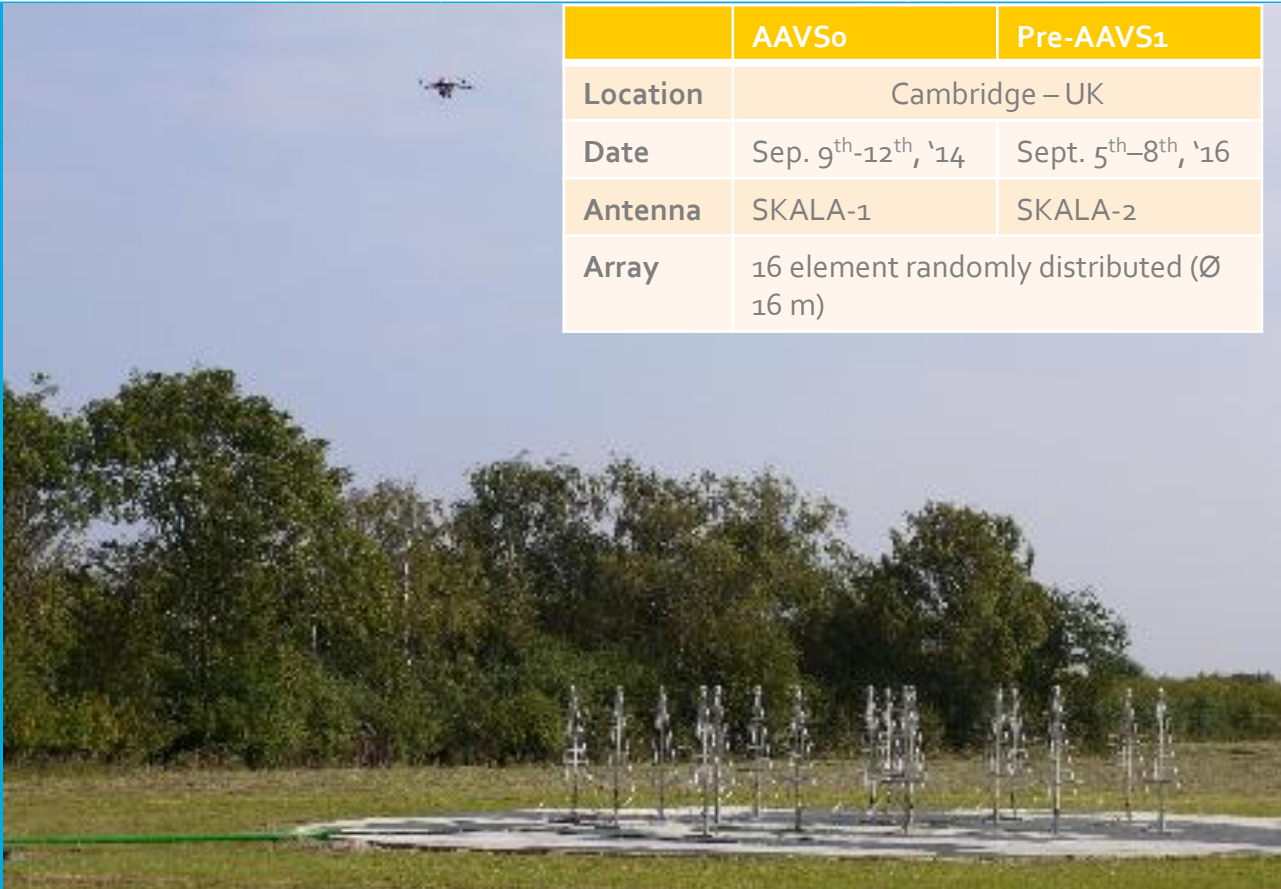 AAVS0 Pre-AAVS1
Location Cambridge – UK
Date Sep. 9th-12th, ‘14 Sept. 5th–8th, ‘16
Antenna SKALA-1 SKALA-2
Array 16 element randomly distributed (Ø
16 m)